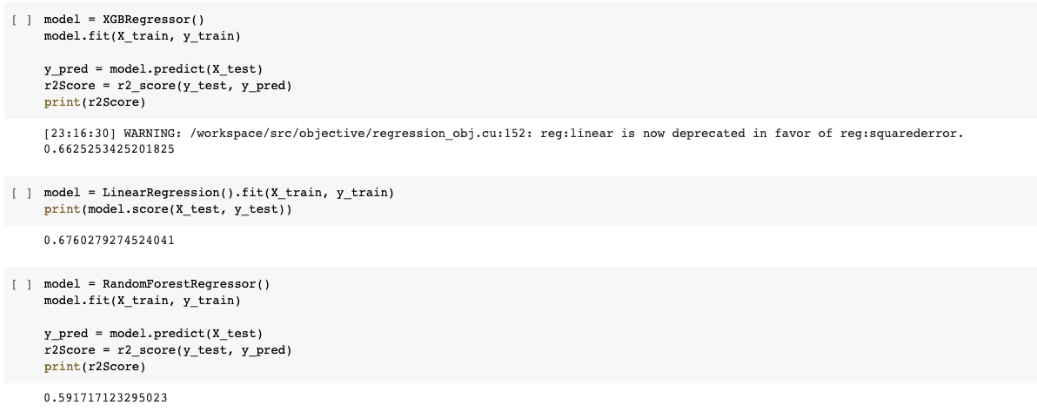 [ ] model = XGBRegressor()
model.fit(X_train, y_train)
y_pred = model.predict(X_test)
r2Score = r2_score(y_test, y_pred)
print(r2Score)
[23:16:30] WARNING: /workspace/src/objective/regression_obj.cu:152: reg:linear is now deprecated in favor of reg:squarederror.
0.6625253425201825
[ ] model = LinearRegression().fit(X_train, y_train)
print(model.score(X_test, y_test))
0.6760279274524041
[ ] model = RandomForestRegressor()
model.fit(X_train, y_train)
y_pred = model.predict(X_test)
r2Score = r2_score(y_test, y_pred)
print(r2Score)
0.591717123295023